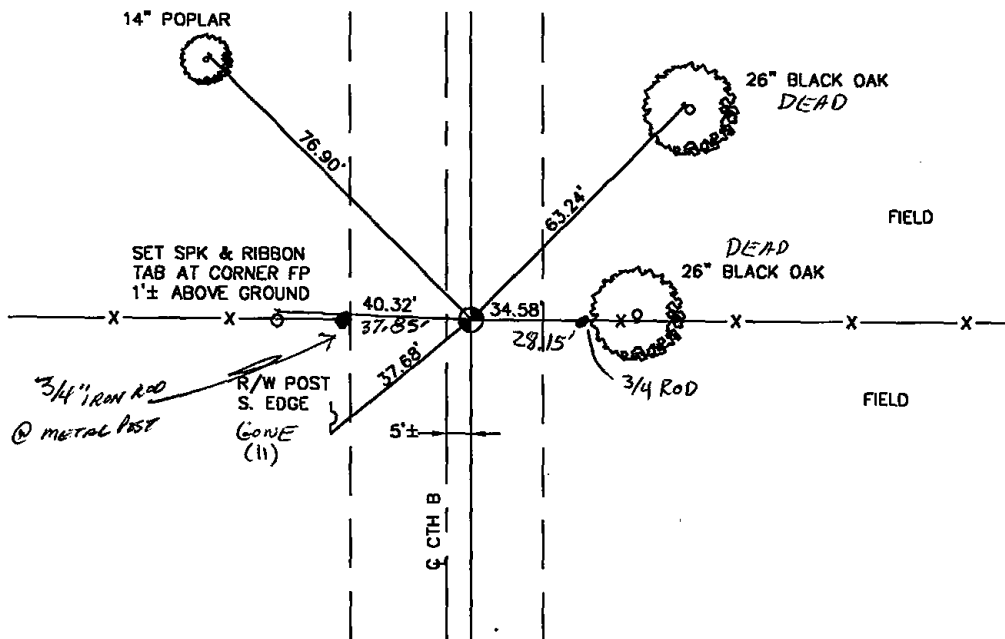 14" POPLAR
26" BLACK OAK
DEAD
76.90'
63.24'
FIELD
SET SPK & RIBBON
TAB AT CORNER FP
1'± ABOVE GROUND
DEAD
26" BLACK OAK
40.32'
34.58'
37.85'
28.15'
X X X X X
37.68'
3/4" IRON ROD
@ METAL POST
R/W POST
S. EDGE
GONE
(11)
3/4 ROD
FIELD
5'±
℄ CTH B